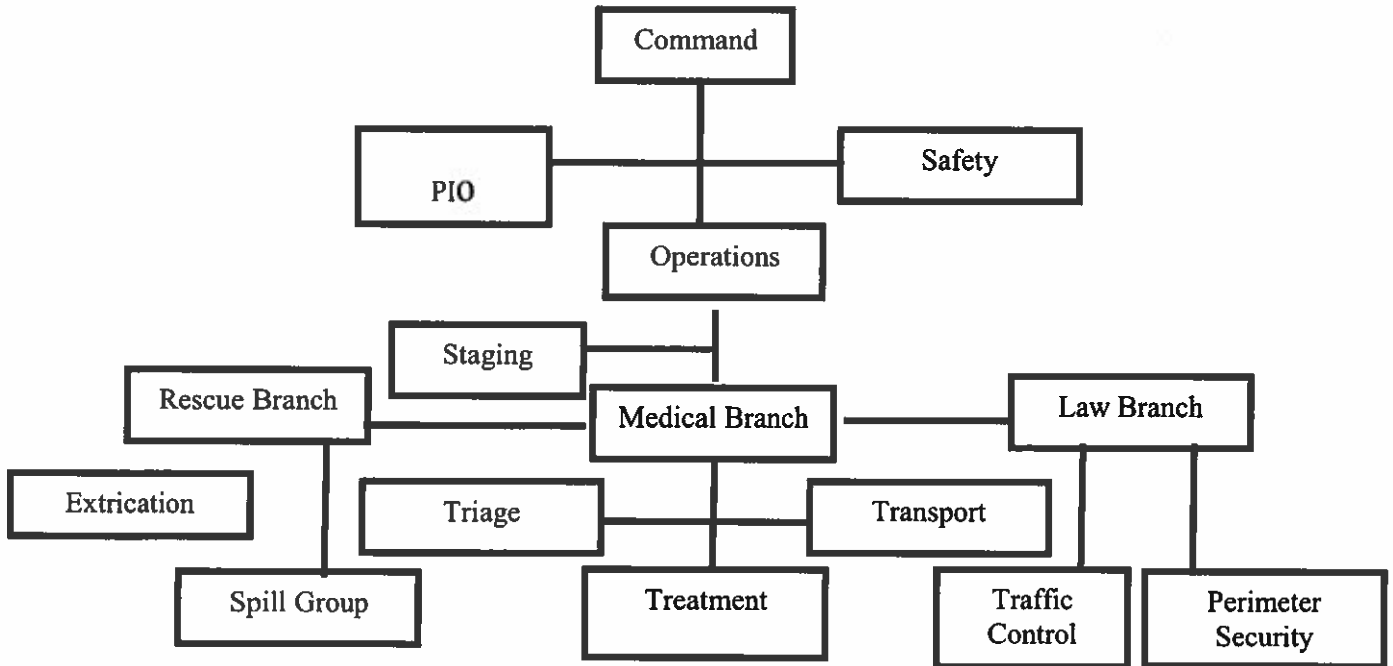 Command
PIO
Safety
Operations
Staging
Rescue Branch
Medical Branch
Law Branch
Extrication
Triage
Transport
Spill Group
Treatment
Traffic
Control
Perimeter
Security